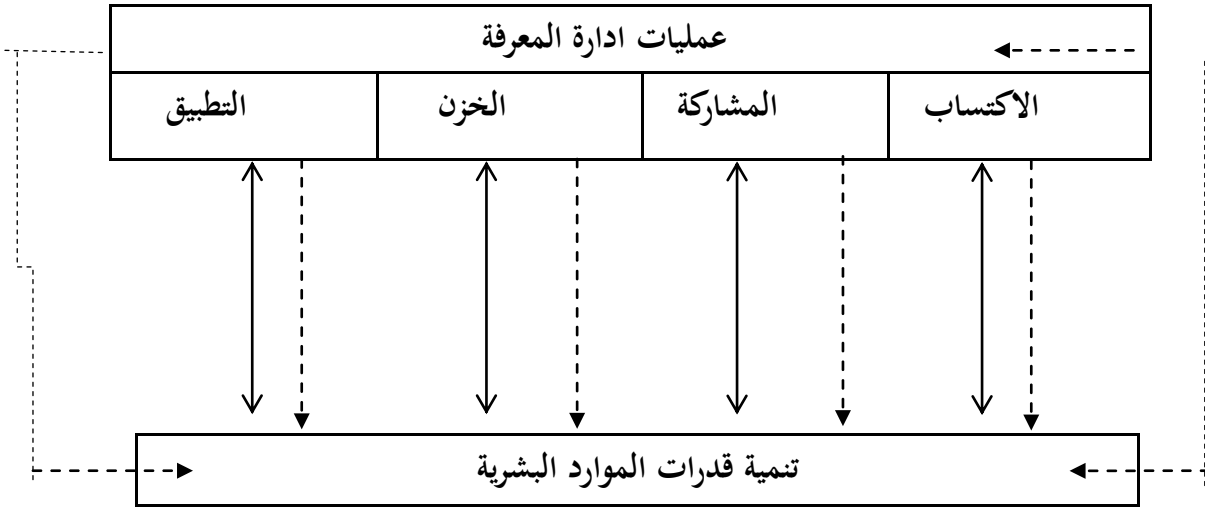 عمليات ادارة المعرفة
الاكتساب
المشاركة
الخزن
التطبيق
تنمية قدرات الموارد البشرية